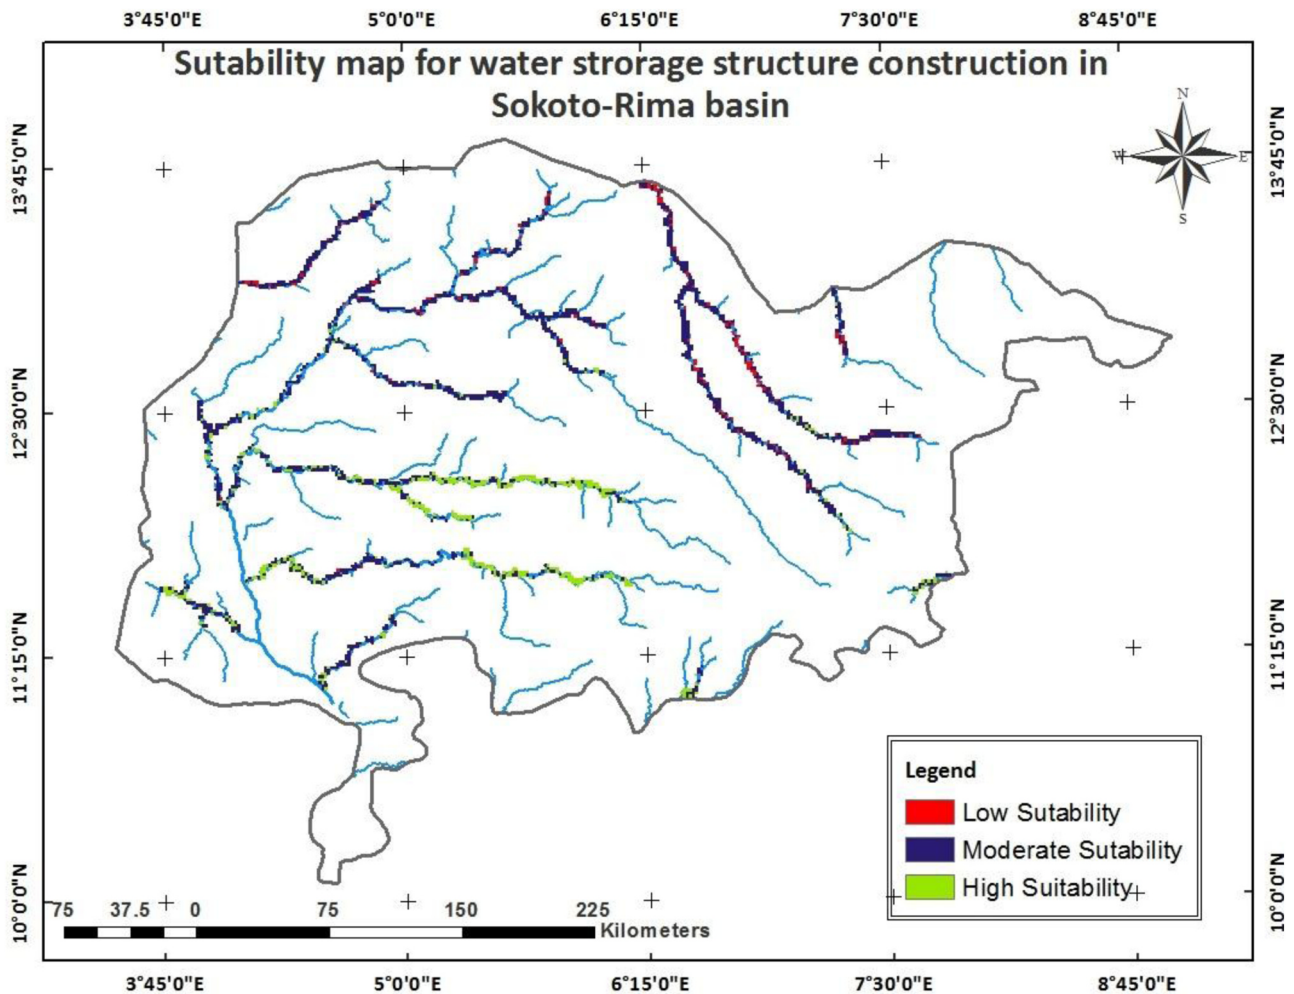 3°45'0"E 5°0'0"E 6°15'0"E 7°30'0"E 8°45'0"E
Sutability map for water strorage structure construction in
Sokoto-Rima basin
N
W E
S
13°45'0"N 13°45'0"N
12°30'0"N 12°30'0"N
11°15'0"N 11°15'0"N
Legend
Low Sutability
Moderate Sutability
High Suitability
10°0'0"N 10°0'0"N
75 37.5 0 75 150 225
Kilometers
3°45'0"E 5°0'0"E 6°15'0"E 7°30'0"E 8°45'0"E